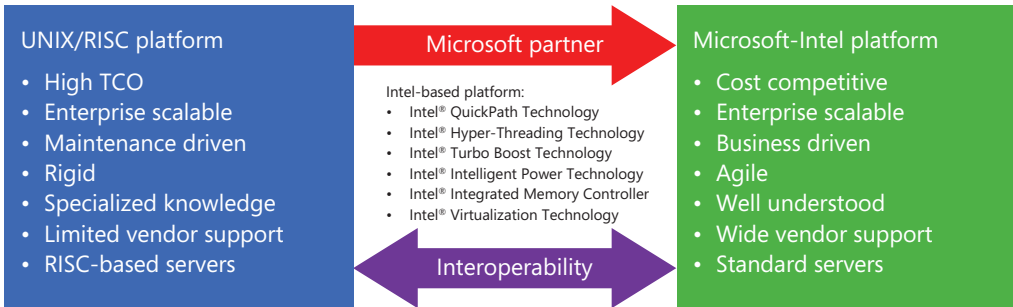 UNIX/RISC platform
• High TCO
• Enterprise scalable
• Maintenance driven
• Rigid
• Specialized knowledge
• Limited vendor support
• RISC-based servers
Microsoft partner
Intel-based platform:
• Intel® QuickPath Technology
• Intel® Hyper-Threading Technology
• Intel® Turbo Boost Technology
• Intel® Intelligent Power Technology
• Intel® Integrated Memory Controller
• Intel® Virtualization Technology
Interoperability
Microsoft-Intel platform
• Cost competitive
• Enterprise scalable
• Business driven
• Agile
• Well understood
• Wide vendor support
• Standard servers